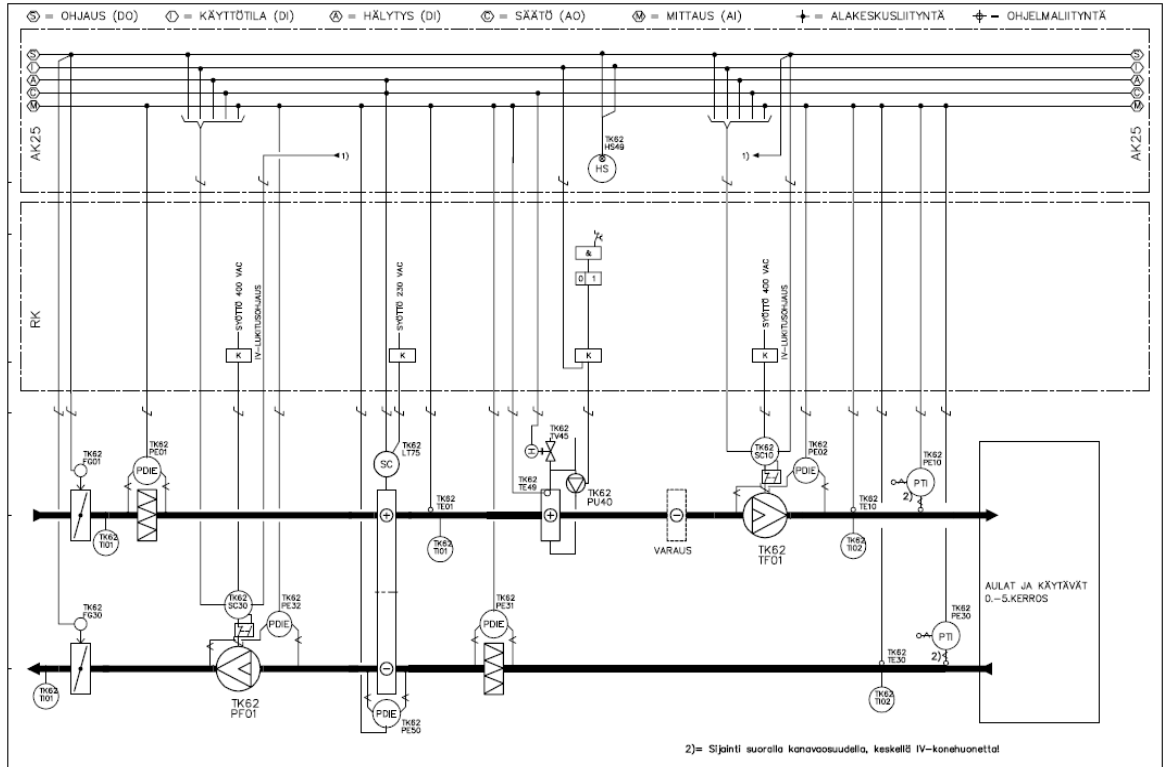 Ⓢ = OHJAUS (DO) Ⓘ = KÄYTTÖTILA (DI) Ⓐ = HÄLYTYS (DI) Ⓒ = SÄÄTÖ (AO) Ⓜ = MITTAUS (AI) = ALAKESKUSLIITYNTÄ – OHJELMALIITYNTÄ
S S
I I
A A
C C
M M
AK25
AK25
1)
1)
TK62
HS49
HS
RK
SYÖTTÖ 400 VAC
IV-LUKITUSOHJAUS
SYÖTTÖ 230 VAC
&
0 1
SYÖTTÖ 400 VAC
K
K
K
K
TK62
FG01
TK62
PE01
PDIE
TK62
TI01
SC
TK62
LT75
TK62
TE01
TK62
TI01
H
TK62
TV45
TK62
TE49
TK62
PU40
VARAUS
TK62
SC10
TK62
TF01
TK62
PE02
PDIE
TK62
TE10
TK62
TI02
TK62
PE10
PTI
2)
AULAT JA KÄYTÄVÄT
0.–5.KERROS
TK62
FG30
TK62
TI01
TK62
SC30
TK62
PF01
TK62
PE32
PDIE
PDIE
TK62
PE50
TK62
PE31
PDIE
TK62
TE30
TK62
TI02
TK62
PE30
PTI
2)
2)= Sijainti suoralla kanavaosuudella, keskellä IV-konehuonetta!